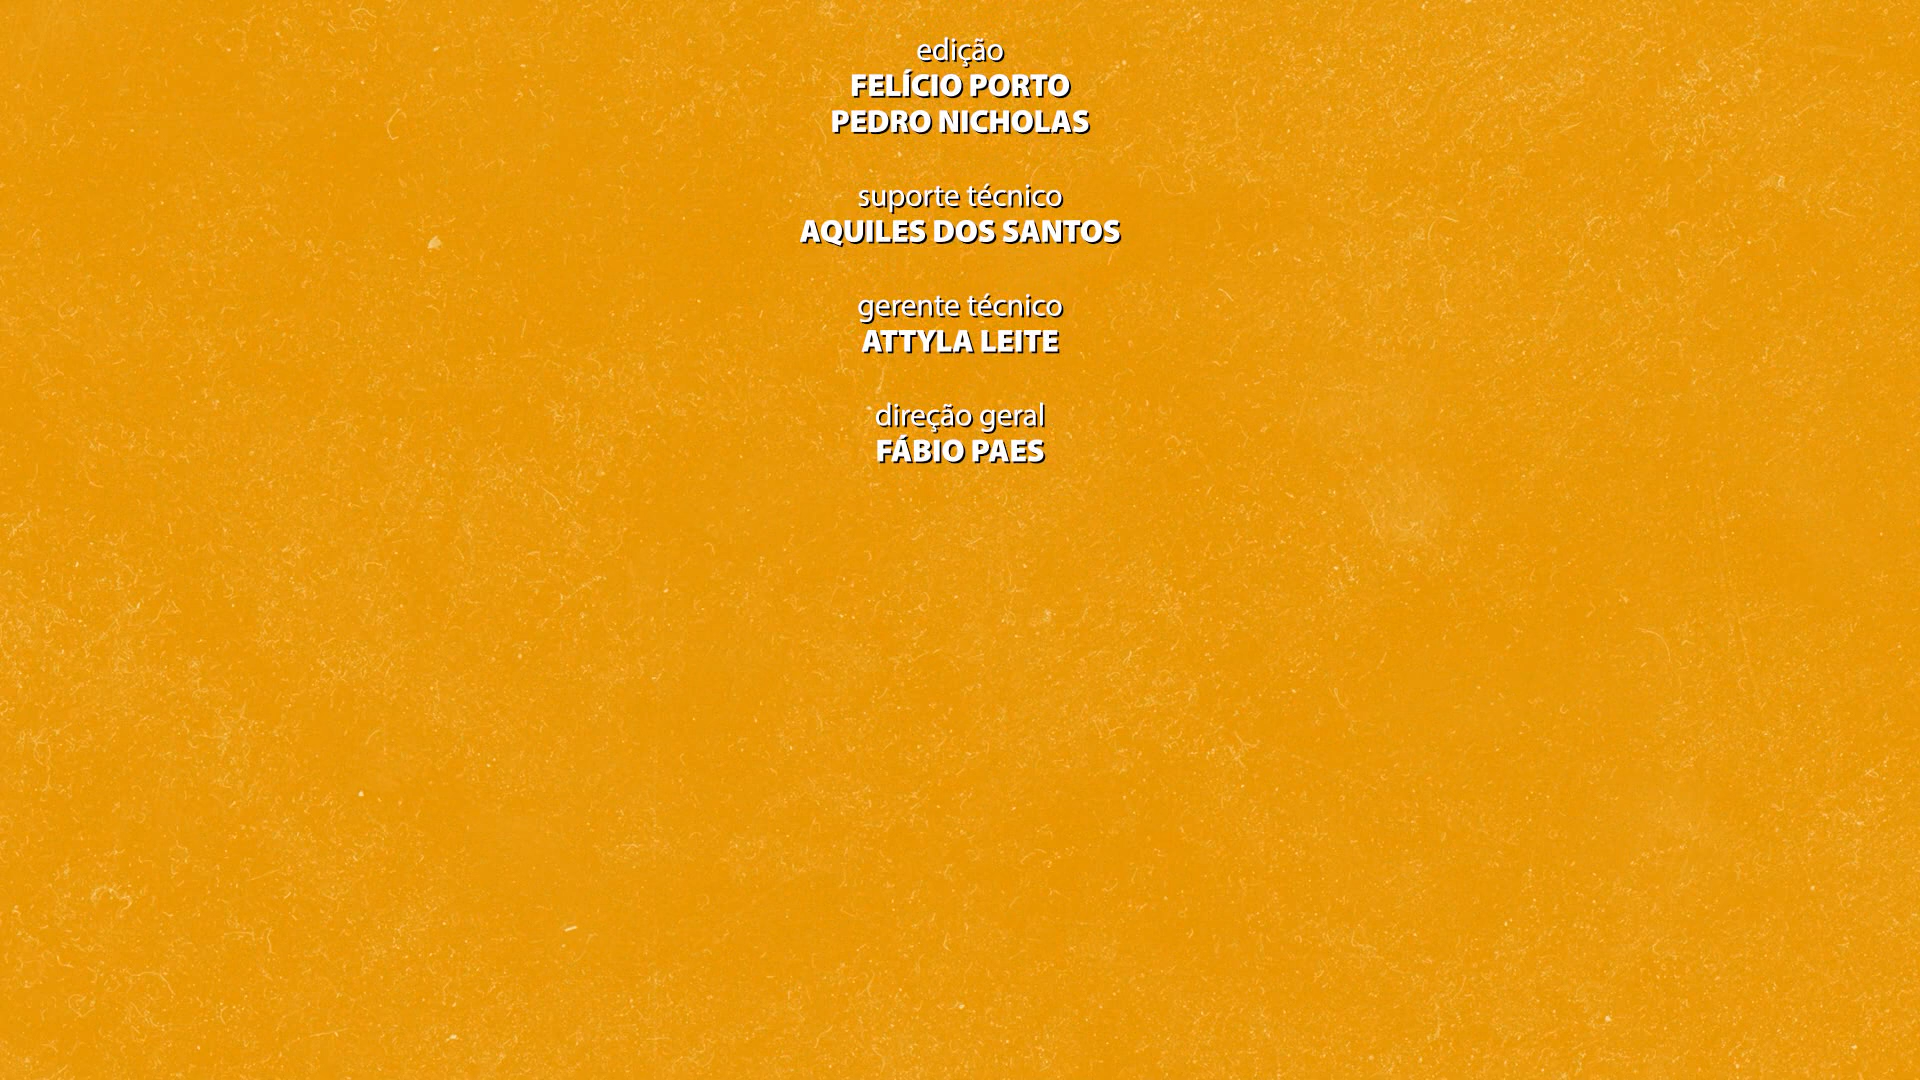 edição
FELÍCIO PORTO
PEDRO NICHOLAS
suporte técnico
AQUILES DOS SANTOS
gerente técnico
ATTYLA LEITE
direção geral
FÁBIO PAES